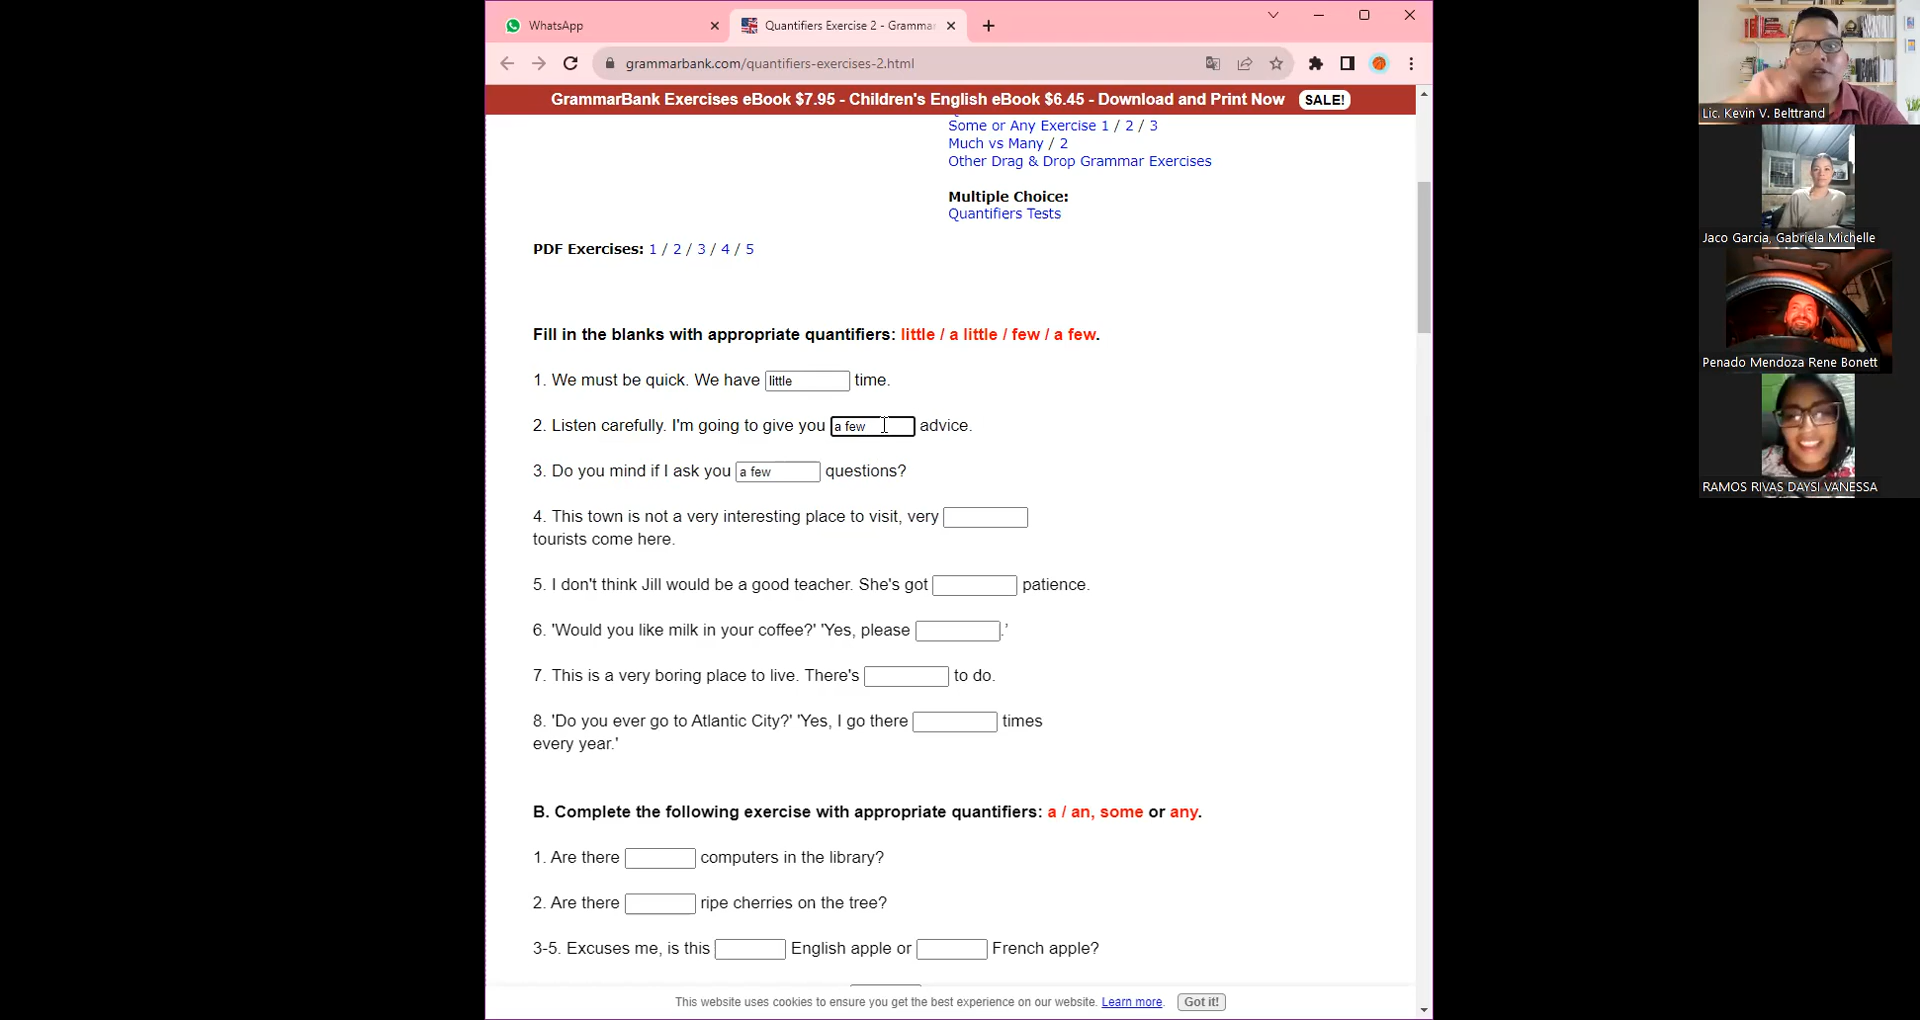 WhatsApp
Quantifiers Exercise 2 - Gramma
grammarbank.com/quantifiers-exercises-2.html
GrammarBank Exercises eBook $7.95 - Children's English eBook $6.45 - Download and Print Now SALE!
Some or Any Exercise 1 / 2 / 3
Much vs Many / 2
Other Drag & Drop Grammar Exercises
Multiple Choice:
Quantifiers Tests
PDF Exercises: 1 / 2 / 3 / 4 / 5
Fill in the blanks with appropriate quantifiers: little / a little / few / a few.
1. We must be quick. We have little time.
2. Listen carefully. I'm going to give you a few advice.
3. Do you mind if I ask you a few questions?
4. This town is not a very interesting place to visit, very
tourists come here.
5. I don't think Jill would be a good teacher. She's got patience.
6. 'Would you like milk in your coffee?' 'Yes, please .’
7. This is a very boring place to live. There's to do.
8. 'Do you ever go to Atlantic City?' 'Yes, I go there times
every year.'
B. Complete the following exercise with appropriate quantifiers: a / an, some or any.
1. Are there computers in the library?
2. Are there ripe cherries on the tree?
3-5. Excuses me, is this English apple or French apple?
This website uses cookies to ensure you get the best experience on our website. Learn more. Got it!
Lic. Kevin V. Belttrand
Jaco Garcia, Gabriela Michelle
Penado Mendoza Rene Bonett
RAMOS RIVAS DAYSI VANESSA